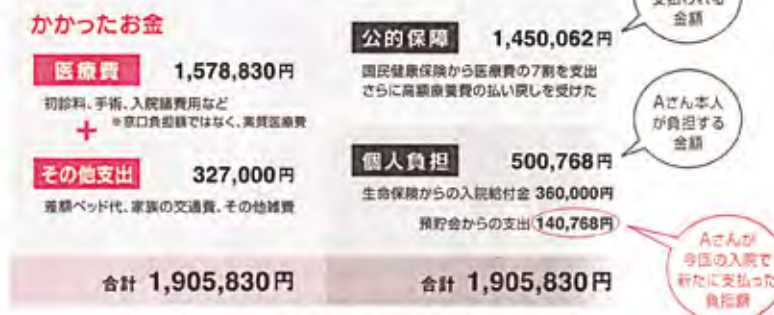 かかったお金
医療費 1,578,830円
初診料、手術、入院諸費用など
※窓口負担額ではなく、実質医療費
+
その他支出 327,000円
差額ベッド代、家族の交通費、その他雑費
合計 1,905,830円
公的保障 1,450,062円
国民健康保険から医療費の7割を支出
さらに高額療養費の払い戻しを受けた
個人負担 500,768円
生命保険からの入院給付金 360,000円
預貯金からの支出 140,768円
合計 1,905,830円
金額
Aさん本人
が負担する
金額
Aさんが
今回の入院で
新たに支払った
負担額